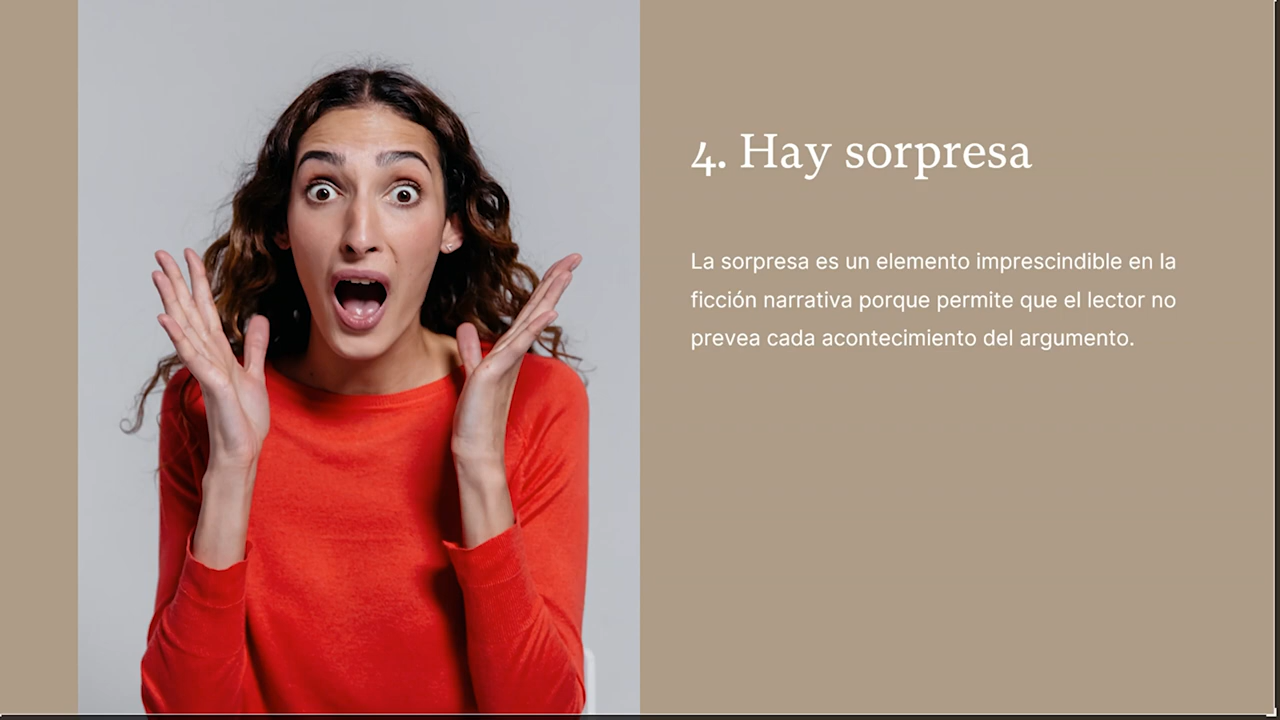 4. Hay sorpresa
La sorpresa es un elemento imprescindible en la
ficción narrativa porque permite que el lector no
prevea cada acontecimiento del argumento.